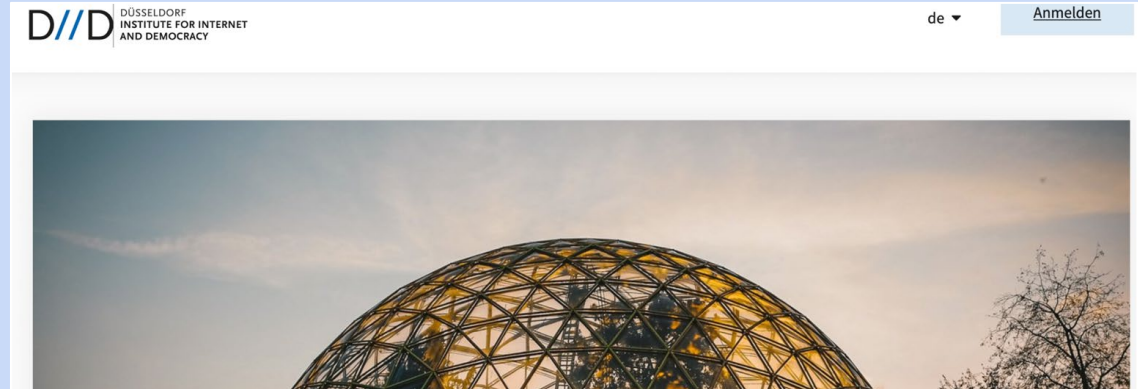 D//D
DÜSSELDORF
INSTITUTE FOR INTERNET
AND DEMOCRACY
de
Anmelden